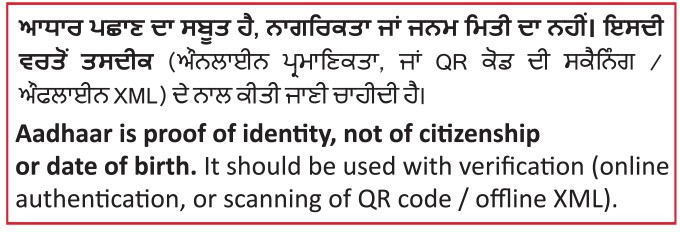 ਆਧਾਰ ਪਛਾਣ ਦਾ ਸਬੂਤ ਹੈ, ਨਾਗਰਿਕਤਾ ਜਾਂ ਜਨਮ ਮਿਤੀ ਦਾ ਨਹੀਂ। ਇਸਦੀ
ਵਰਤੋਂ ਤਸਦੀਕ (ਔਨਲਾਈਨ ਪ੍ਰਮਾਣਿਕਤਾ, ਜਾਂ QR ਕੋਡ ਦੀ ਸਕੈਨਿੰਗ /
ਔਫਲਾਈਨ XML) ਦੇ ਨਾਲ ਕੀਤੀ ਜਾਣੀ ਚਾਹੀਦੀ ਹੈ।
Aadhaar is proof of identity, not of citizenship
or date of birth. It should be used with verification (online
authentication, or scanning of QR code / offline XML).